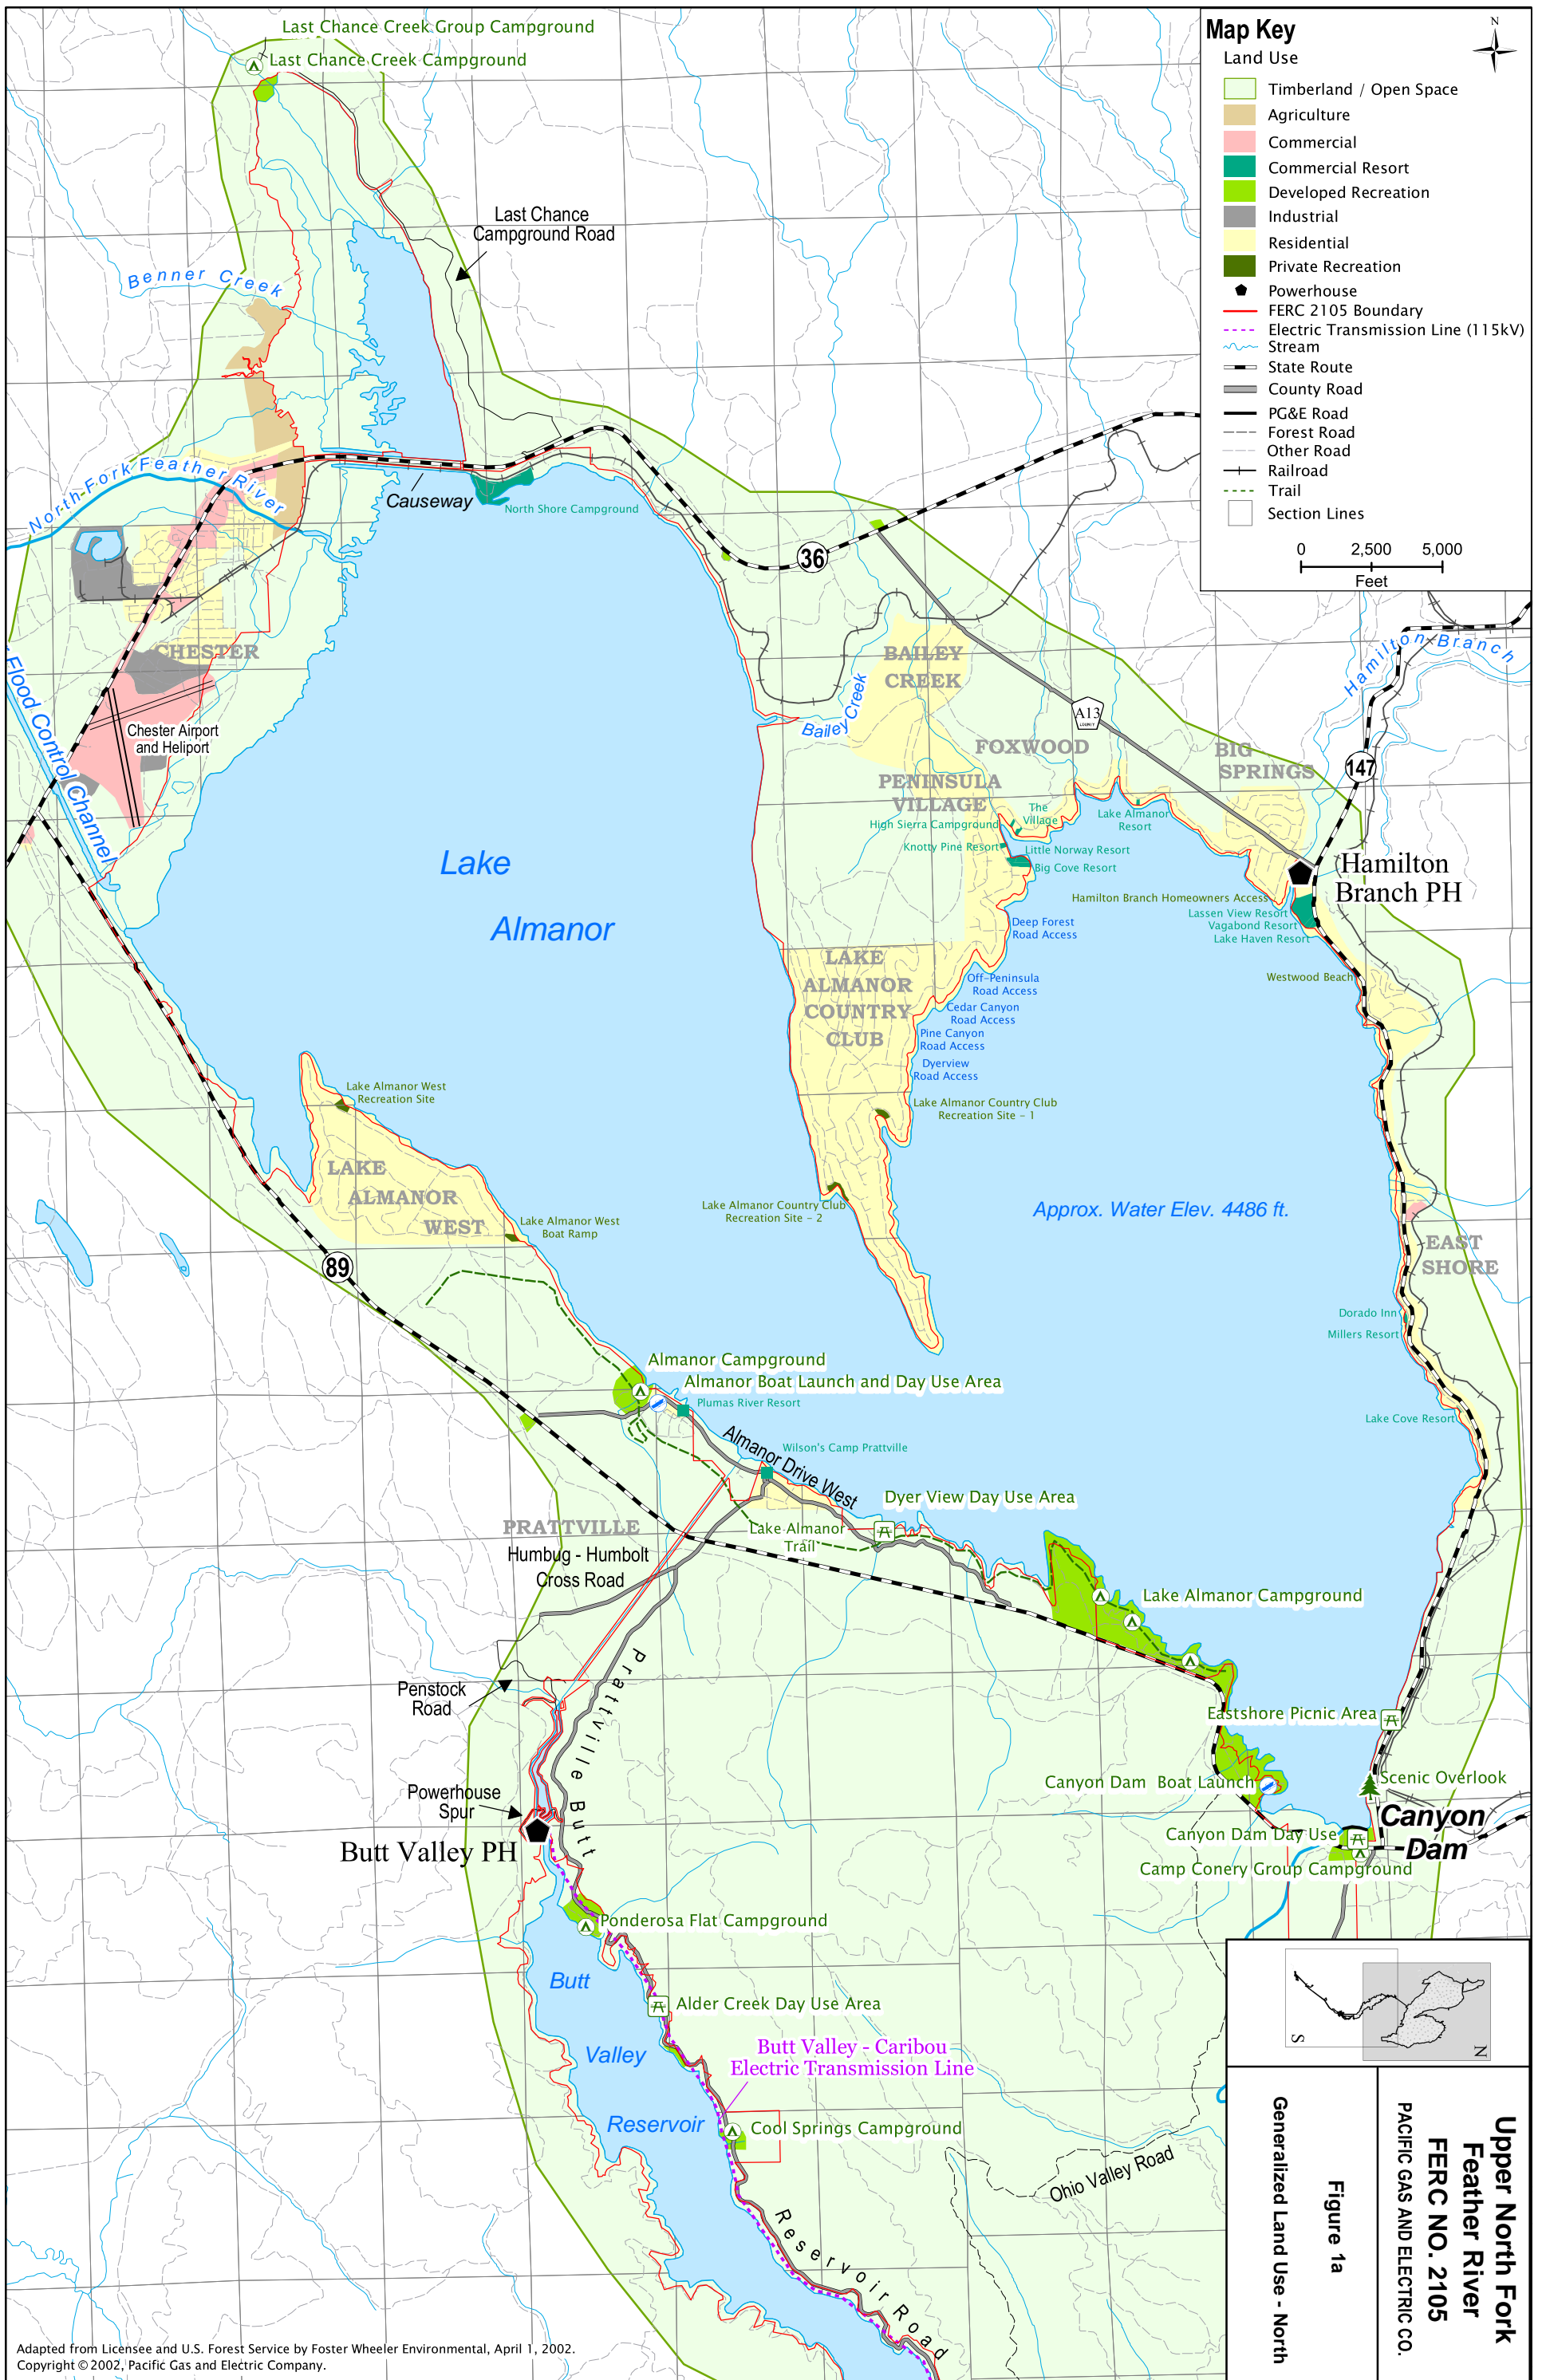 Last Chance Creek Group Campground
Last Chance Creek Campground
Last Chance
Campground Road
Benner Creek
North Fork Feather River
Causeway
North Shore Campground
36
CHESTER
Chester Airport
and Heliport
Flood Control Channel
Map Key
N
Land Use
Timberland / Open Space
Agriculture
Commercial
Commercial Resort
Developed Recreation
Industrial
Residential
Private Recreation
Powerhouse
FERC 2105 Boundary
Electric Transmission Line (115kV)
Stream
State Route
County Road
PG&E Road
Forest Road
Other Road
Railroad
Trail
Section Lines
0 2,500 5,000
Feet
Hamilton Branch
BAILEY
CREEK
Bailey Creek
A13
FOXWOOD
BIG
SPRINGS
147
PENINSULA
VILLAGE
The
Village
High Sierra Campground
Lake Almanor
Resort
Knotty Pine Resort
Little Norway Resort
Big Cove Resort
Hamilton
Branch PH
Hamilton Branch Homeowners Access
Lassen View Resort
Vagabond Resort
Lake Haven Resort
Westwood Beach
Lake
Almanor
Deep Forest
Road Access
LAKE
ALMANOR
COUNTRY
CLUB
Off-Peninsula
Road Access
Cedar Canyon
Road Access
Pine Canyon
Road Access
Dyerview
Road Access
Lake Almanor Country Club
Recreation Site - 1
Lake Almanor Country Club
Recreation Site - 2
Lake Almanor West
Recreation Site
LAKE
ALMANOR
WEST
Lake Almanor West
Boat Ramp
89
Approx. Water Elev. 4486 ft.
EAST
SHORE
Dorado Inn
Millers Resort
Lake Cove Resort
Almanor Campground
Almanor Boat Launch and Day Use Area
Plumas River Resort
Almanor Drive West
Wilson's Camp Prattville
Dyer View Day Use Area
PRATTVILLE
Lake Almanor
Trail
Humbug - Humbolt
Cross Road
Lake Almanor Campground
Penstock
Road
Prattville Butt
Eastshore Picnic Area
Scenic Overlook
Canyon Dam Boat Launch
Canyon
Dam
Canyon Dam Day Use
Camp Conery Group Campground
Powerhouse
Spur
Butt Valley PH
Ponderosa Flat Campground
Butt
Valley
Reservoir
Alder Creek Day Use Area
Butt Valley - Caribou
Electric Transmission Line
Cool Springs Campground
Reservoir Road
Ohio Valley Road
S
N
Upper North Fork
Feather River
FERC NO. 2105
PACIFIC GAS AND ELECTRIC CO.
Figure 1a
Generalized Land Use - North
Adapted from Licensee and U.S. Forest Service by Foster Wheeler Environmental, April 1, 2002.
Copyright © 2002, Pacific Gas and Electric Company.